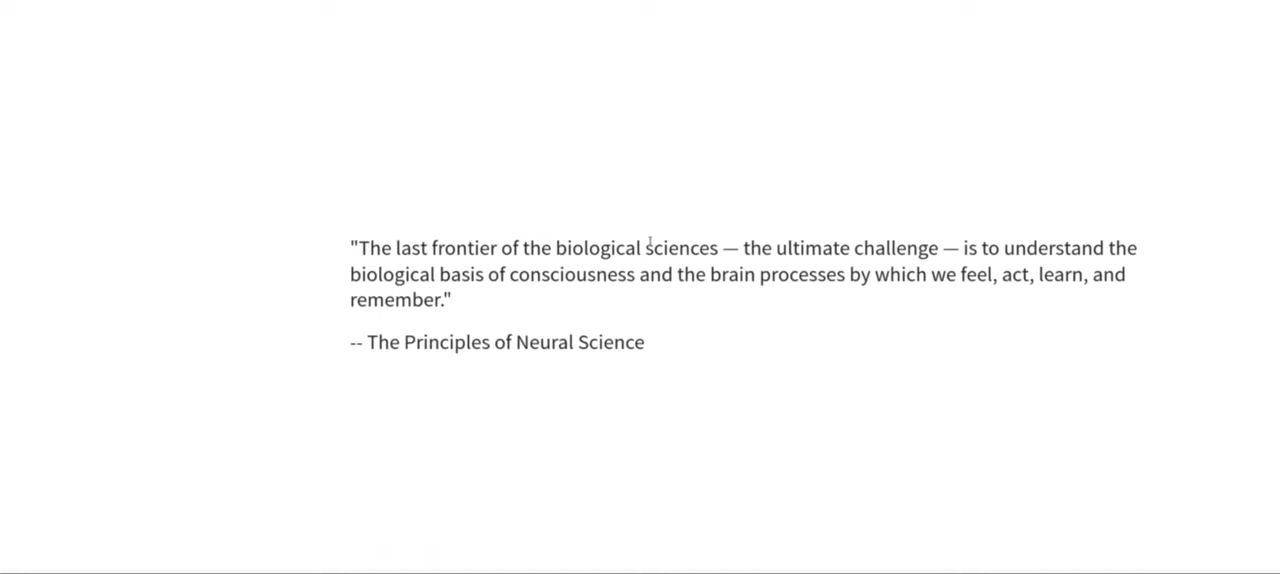 "The last frontier of the biological sciences — the ultimate challenge — is to understand the
biological basis of consciousness and the brain processes by which we feel, act, learn, and
remember."
-- The Principles of Neural Science